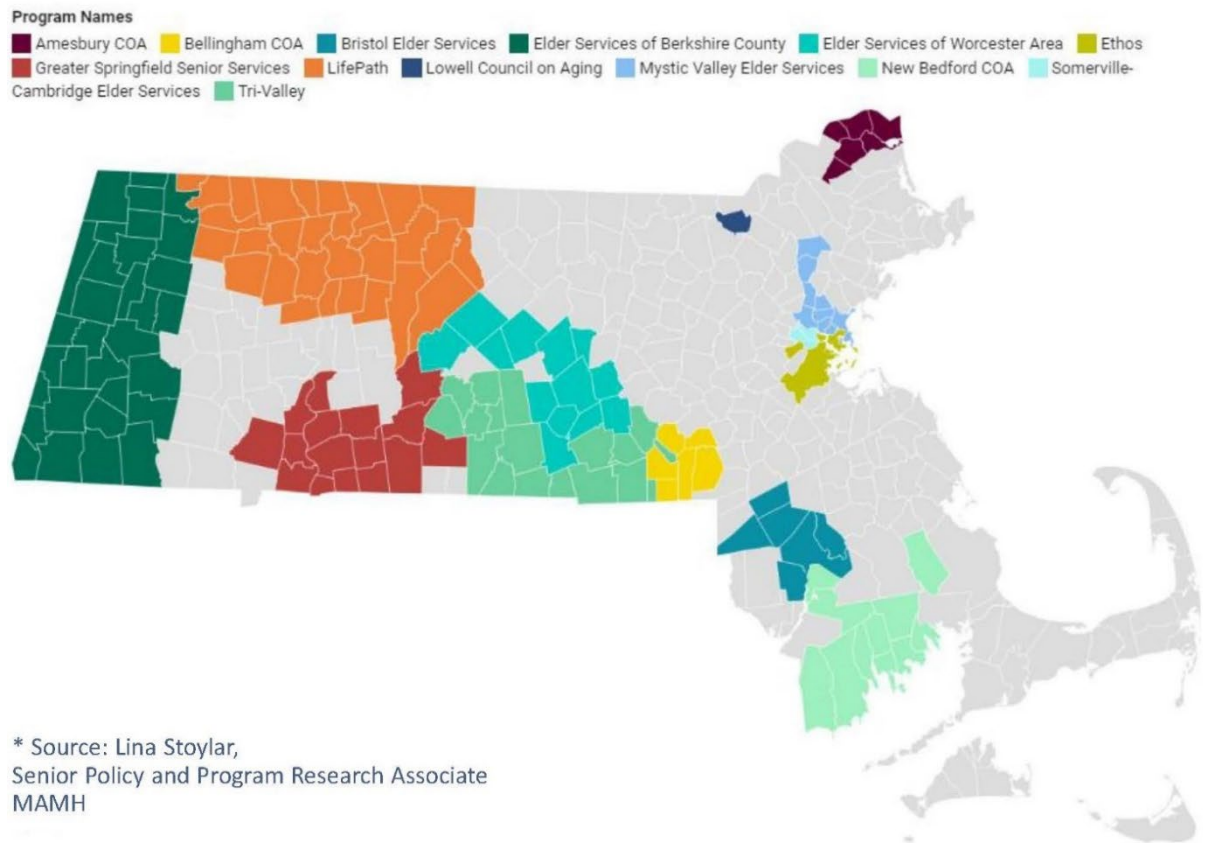 Program Names
Amesbury COA Bellingham COA Bristol Elder Services Elder Services of Berkshire County Elder Services of Worcester Area Ethos
Greater Springfield Senior Services LifePath Lowell Council on Aging Mystic Valley Elder Services New Bedford COA Somerville-
Cambridge Elder Services Tri-Valley
* Source: Lina Stoylar,
Senior Policy and Program Research Associate
MAMH